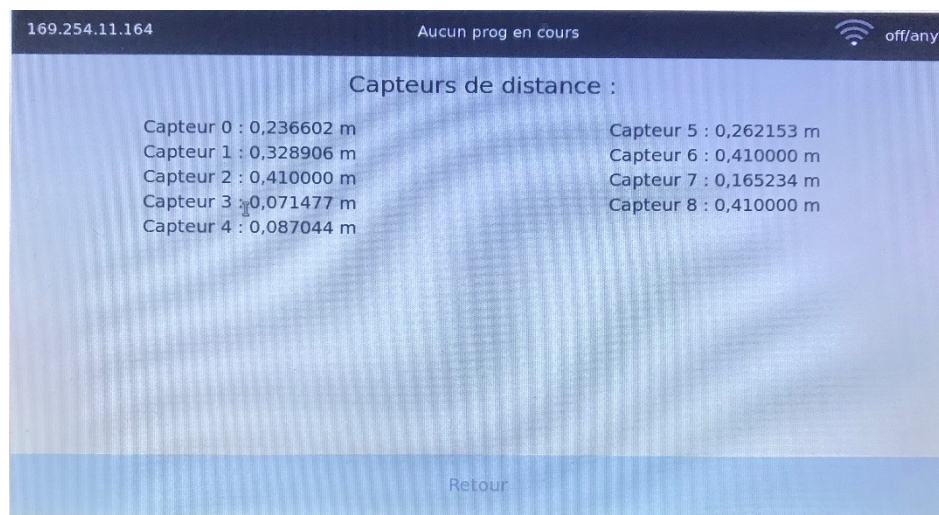 169.254.11.164
Aucun prog en cours
off/any
Capteurs de distance :
Capteur 0 : 0,236602 m
Capteur 1 : 0,328906 m
Capteur 2 : 0,410000 m
Capteur 3 : 0,071477 m
Capteur 4 : 0,087044 m
Capteur 5 : 0,262153 m
Capteur 6 : 0,410000 m
Capteur 7 : 0,165234 m
Capteur 8 : 0,410000 m
Retour